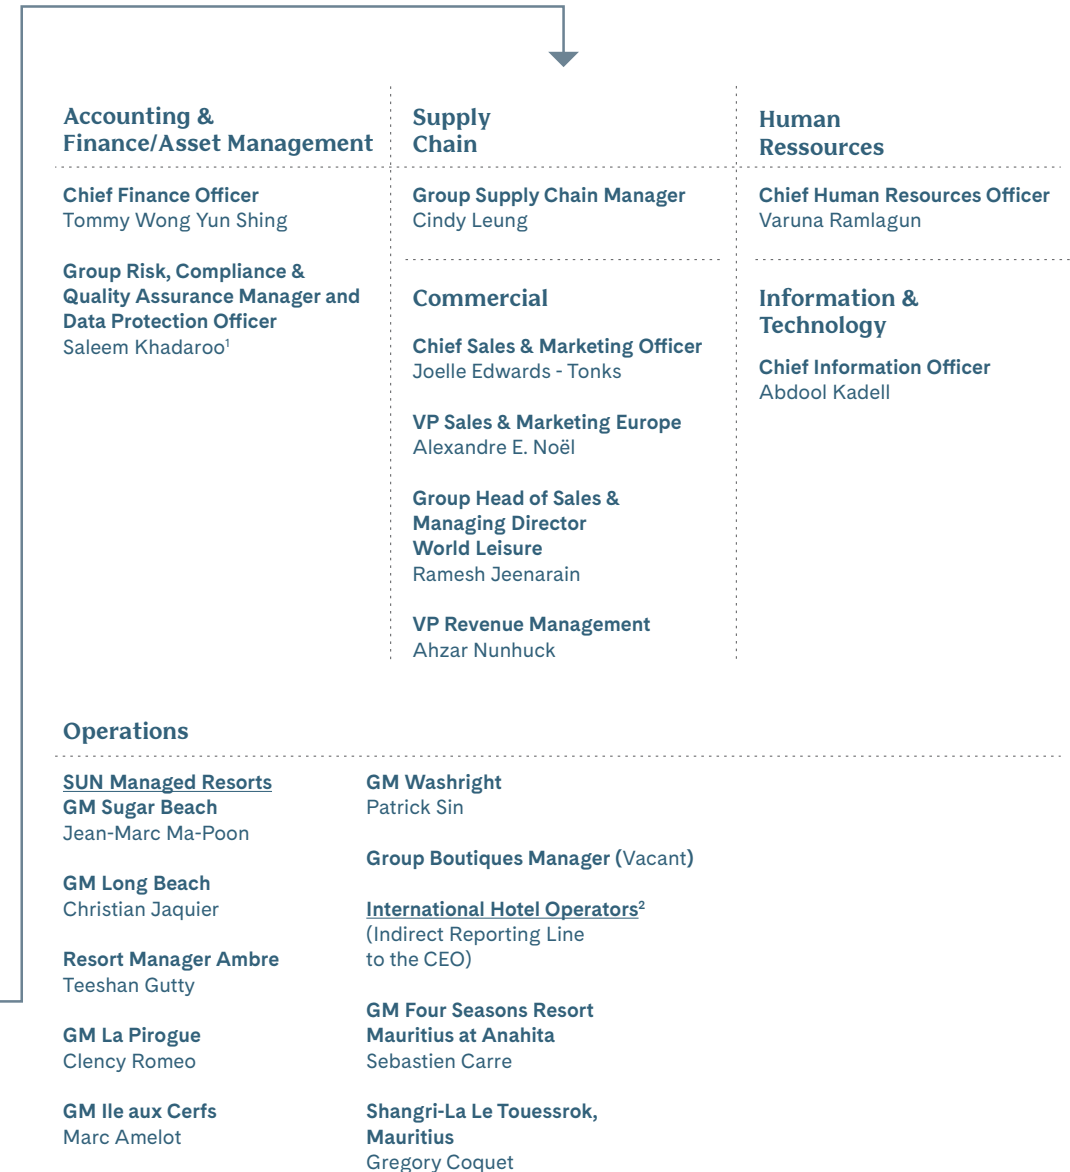 Accounting &
Finance/Asset Management
Chief Finance Officer
Tommy Wong Yun Shing
Group Risk, Compliance &
Quality Assurance Manager and
Data Protection Officer
Saleem Khadaroo¹
Supply
Chain
Group Supply Chain Manager
Cindy Leung
Commercial
Chief Sales & Marketing Officer
Joelle Edwards - Tonks
VP Sales & Marketing Europe
Alexandre E. Noël
Group Head of Sales &
Managing Director
World Leisure
Ramesh Jeenarain
VP Revenue Management
Ahzar Nunhuck
Human
Ressources
Chief Human Resources Officer
Varuna Ramlagun
Information &
Technology
Chief Information Officer
Abdool Kadell
Operations
SUN Managed Resorts
GM Sugar Beach
Jean-Marc Ma-Poon
GM Long Beach
Christian Jaquier
Resort Manager Ambre
Teeshan Gutty
GM La Pirogue
Clency Romeo
GM Ile aux Cerfs
Marc Amelot
GM Washright
Patrick Sin
Group Boutiques Manager (Vacant)
International Hotel Operators²
(Indirect Reporting Line
to the CEO)
GM Four Seasons Resort
Mauritius at Anahita
Sebastien Carre
Shangri-La Le Touessrok,
Mauritius
Gregory Coquet